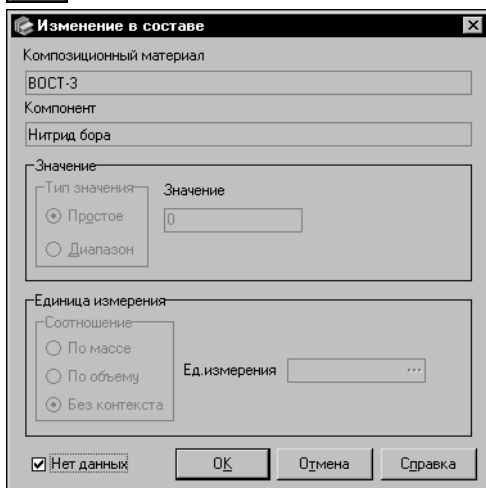 Изменение в составе
Композиционный материал
ВОСТ-3
Компонент
Нитрид бора
Значение
Тип значения
Значение
Простое
0
Диапазон
Единица измерения
Соотношение
По массе
По объему
Ед.измерения
...
Без контекста
Нет данных
OK
Отмена
Справка